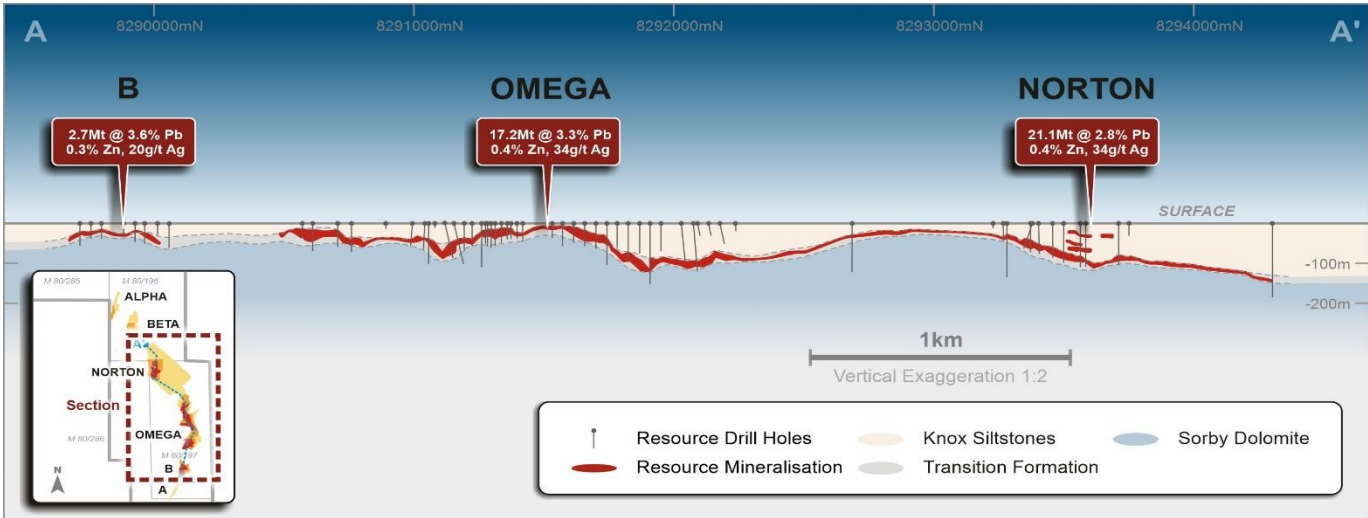 A
8290000mN
8291000mN
8292000mN
8293000mN
8294000mN
A'
B
OMEGA
NORTON
2.7Mt @ 3.6% Pb
0.3% Zn, 20g/t Ag
17.2Mt @ 3.3% Pb
0.4% Zn, 34g/t Ag
21.1Mt @ 2.8% Pb
0.4% Zn, 34g/t Ag
SURFACE
-100m
-200m
M 80/285
M 80/196
ALPHA
BETA
A'
NORTON
Section
M 80/286
OMEGA
M 80/197
B
A
N
1km
Vertical Exaggeration 1:2
Resource Drill Holes
Knox Siltstones
Sorby Dolomite
Resource Mineralisation
Transition Formation